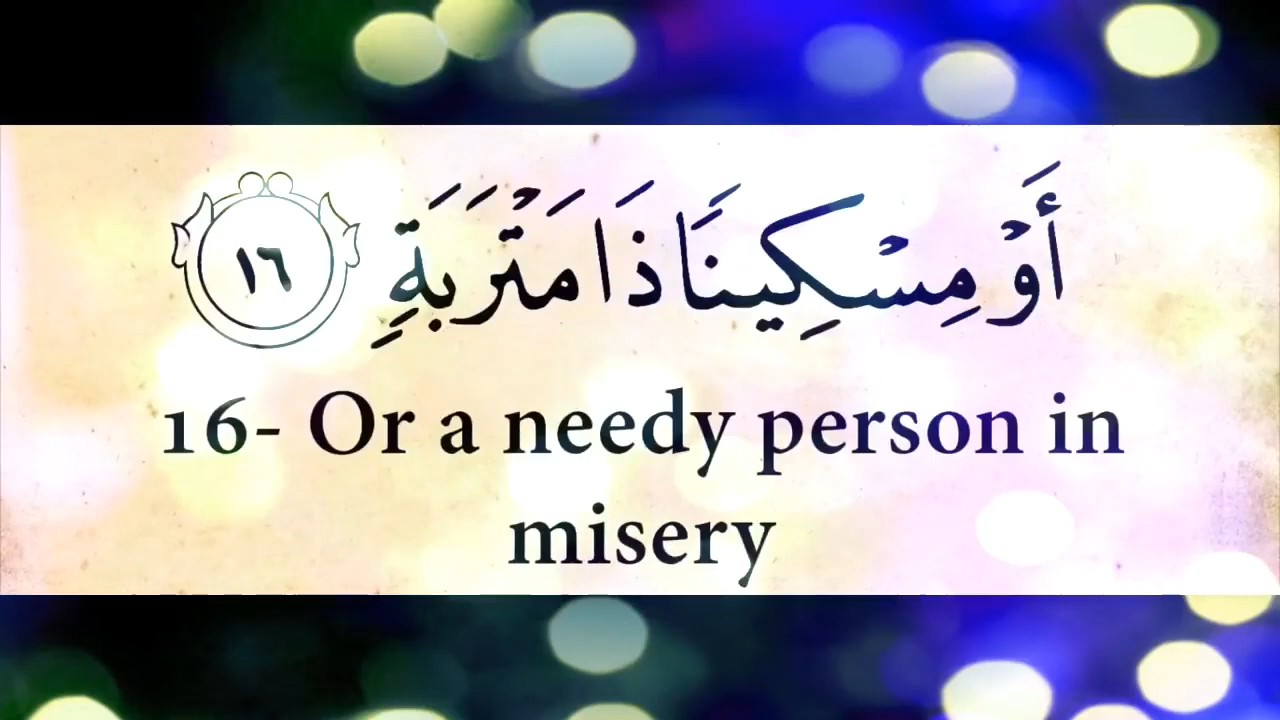 أَوۡ مِسۡكِينٗا ذَا مَتۡرَبَةٖ ١٦
16- Or a needy person in
misery